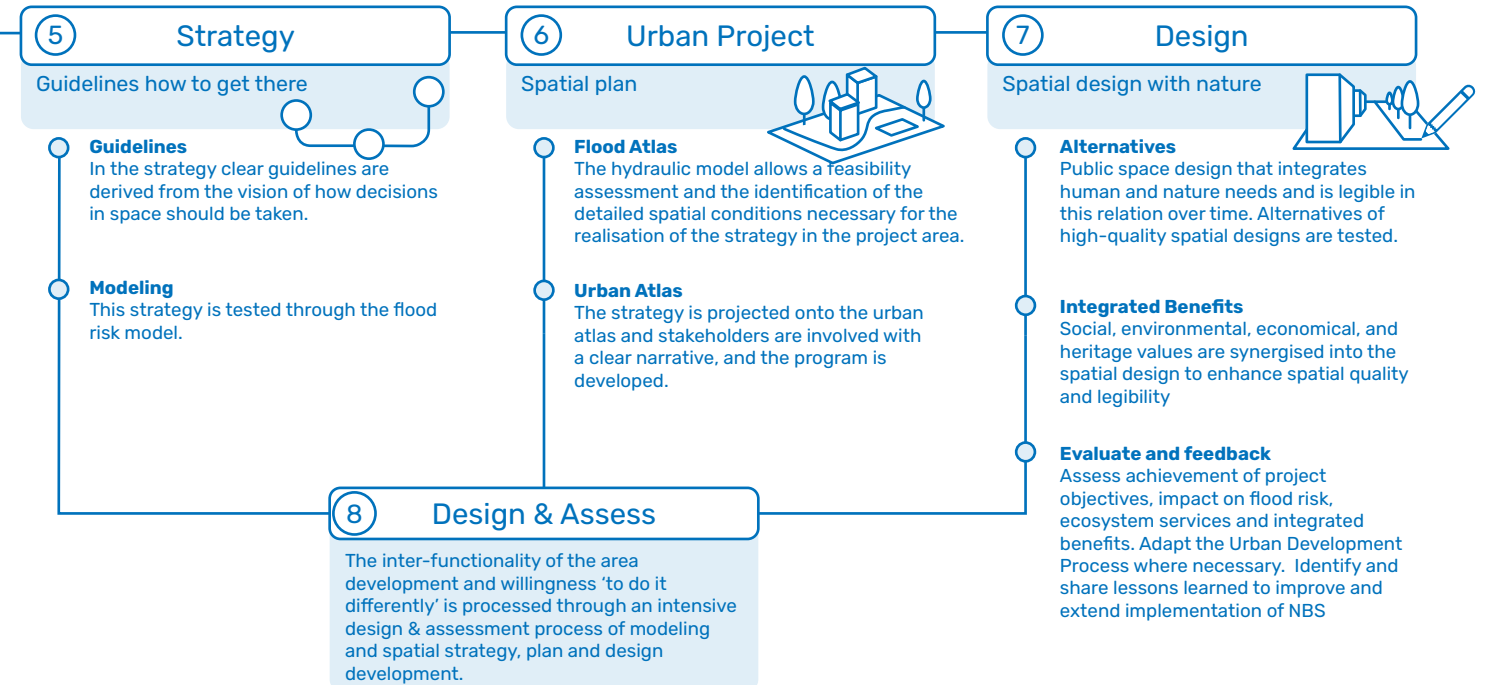 5
Strategy
Guidelines how to get there
Guidelines
In the strategy clear guidelines are
derived from the vision of how decisions
in space should be taken.
Modeling
This strategy is tested through the flood
risk model.
6
Urban Project
Spatial plan
Flood Atlas
The hydraulic model allows a feasibility
assessment and the identification of the
detailed spatial conditions necessary for the
realisation of the strategy in the project area.
Urban Atlas
The strategy is projected onto the urban
atlas and stakeholders are involved with
a clear narrative, and the program is
developed.
7
Design
Spatial design with nature
Alternatives
Public space design that integrates
human and nature needs and is legible in
this relation over time. Alternatives of
high-quality spatial designs are tested.
Integrated Benefits
Social, environmental, economical, and
heritage values are synergised into the
spatial design to enhance spatial quality
and legibility
Evaluate and feedback
Assess achievement of project
objectives, impact on flood risk,
ecosystem services and integrated
benefits. Adapt the Urban Development
Process where necessary.  Identify and
share lessons learned to improve and
extend implementation of NBS
8
Design & Assess
The inter-functionality of the area
development and willingness ‘to do it
differently’ is processed through an intensive
design & assessment process of modeling
and spatial strategy, plan and design
development.